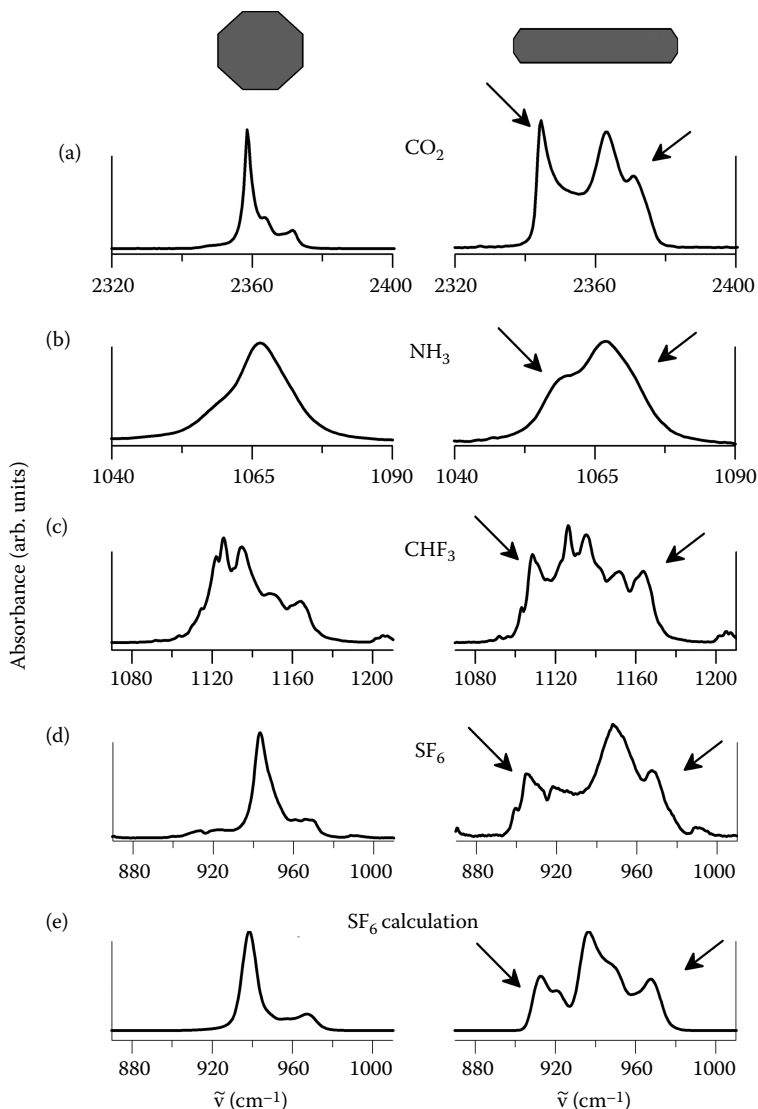 (a)
CO₂
2320 2360 2400
2320 2360 2400
(b)
NH₃
1040 1065 1090
1040 1065 1090
Absorbance (arb. units)
(c)
CHF₃
1080 1120 1160 1200
1080 1120 1160 1200
(d)
SF₆
880 920 960 1000
880 920 960 1000
(e)
SF₆ calculation
880 920 960 1000
880 920 960 1000
ṽ (cm⁻¹)
ṽ (cm⁻¹)